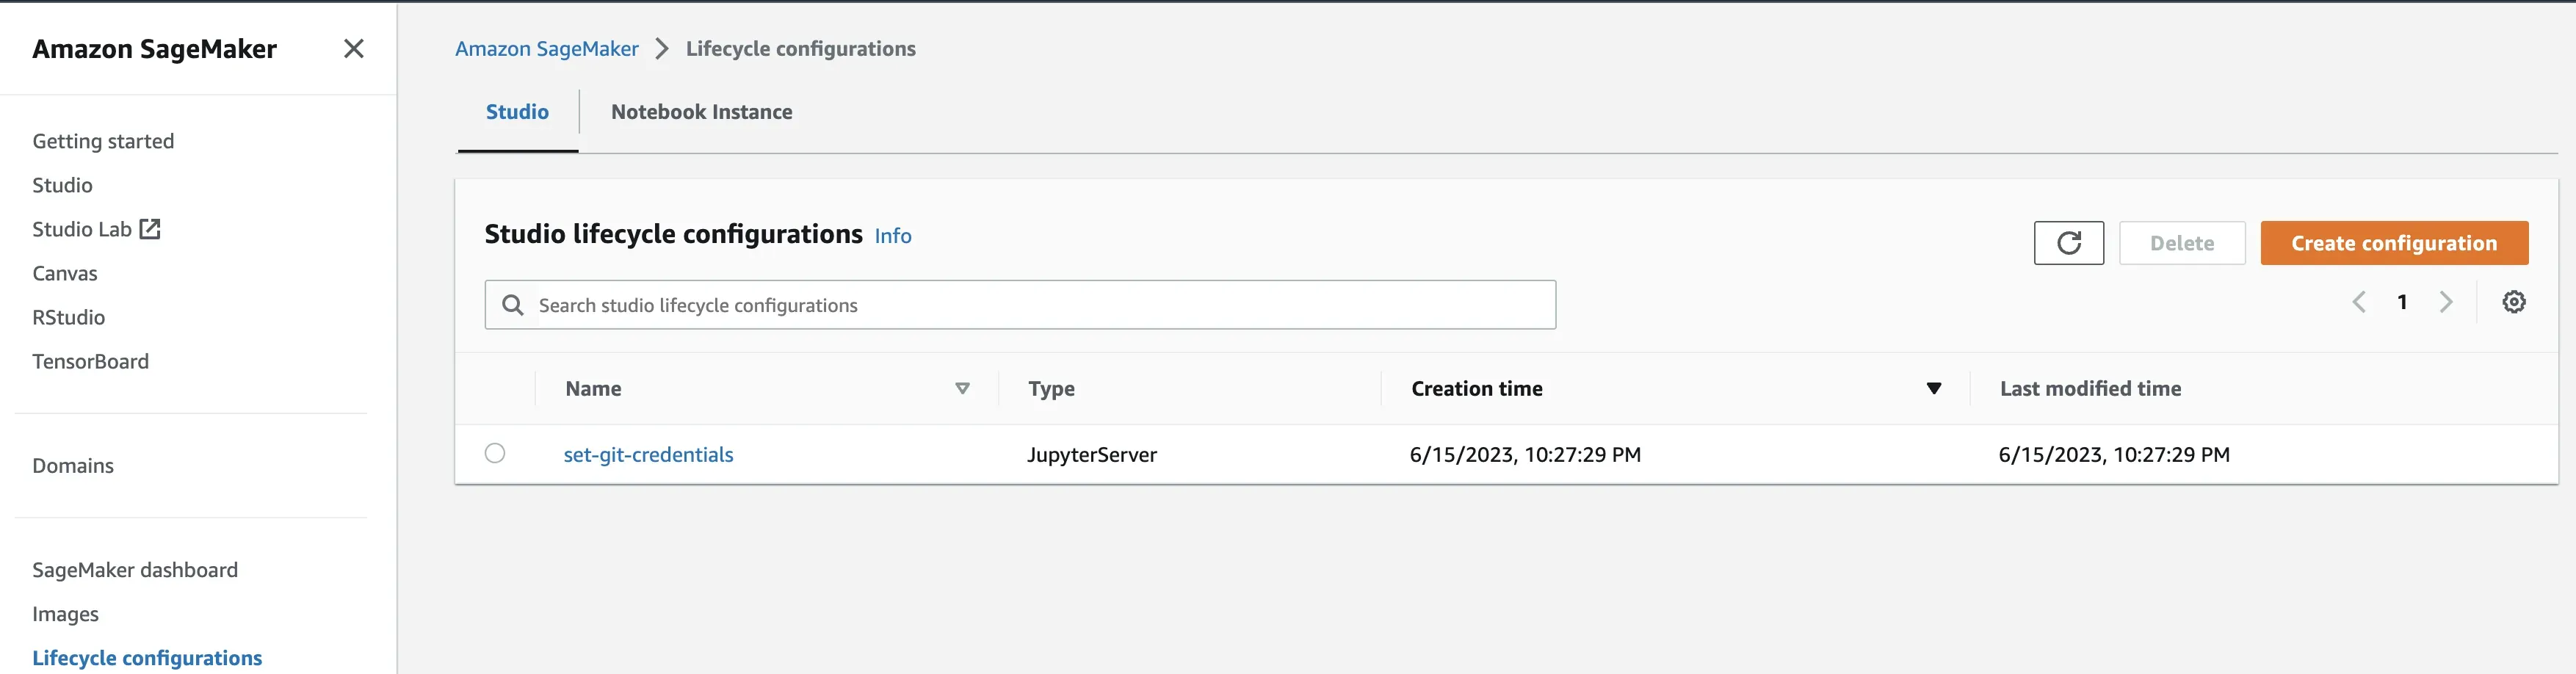 Amazon SageMaker
Getting started
Studio
Studio Lab
Canvas
RStudio
TensorBoard
Domains
SageMaker dashboard
Images
Lifecycle configurations
Amazon SageMaker > Lifecycle configurations
Studio Notebook Instance
Studio lifecycle configurations Info
Delete Create configuration
Search studio lifecycle configurations
1
Name Type Creation time Last modified time
set-git-credentials JupyterServer 6/15/2023, 10:27:29 PM 6/15/2023, 10:27:29 PM